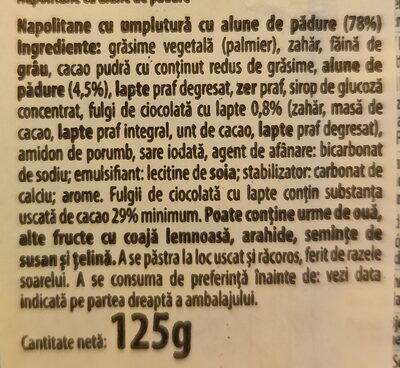 Napolitane cu alune de pădure
Napolitane cu umplutură cu alune de pădure (78%)
Ingrediente: grăsime vegetală (palmier), zahăr, făină de
grâu, cacao pudră cu conținut redus de grăsime, alune de
pădure (4,5%), lapte praf degresat, zer praf, sirop de glucoză
concentrat, fulgi de ciocolată cu lapte 0,8% (zahăr, masă de
cacao, lapte praf integral, unt de cacao, lapte praf degresat),
amidon de porumb, sare iodată, agent de afânare: bicarbonat
de sodiu; emulsifiant: lecitine de soia; stabilizator: carbonat de
calciu; arome. Fulgii de ciocolată cu lapte conțin substanța
uscată de cacao 29% minimum. Poate conține urme de ouă,
alte fructe cu coajă lemnoasă, arahide, semințe de
susan și țelină. A se păstra la loc uscat și răcoros, ferit de razele
soarelui. A se consuma de preferință înainte de: vezi data
indicată pe partea dreaptă a ambalajului.
Cantitate netă: 125g